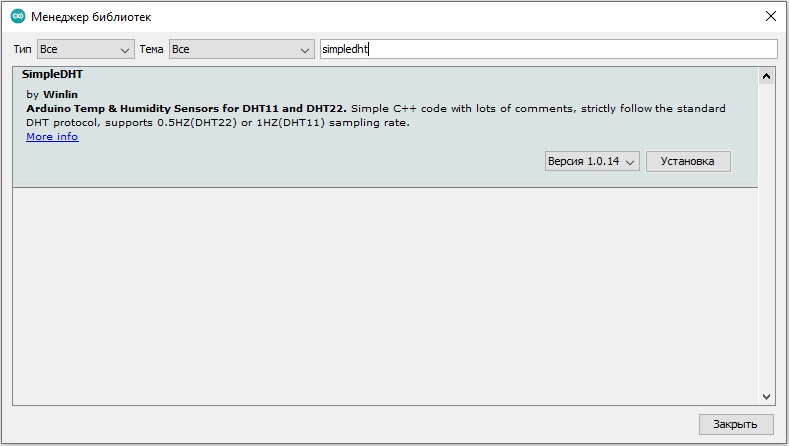 Менеджер библиотек
Тип Все Тема Все simpledht
SimpleDHT
by Winlin
Arduino Temp & Humidity Sensors for DHT11 and DHT22. Simple C++ code with lots of comments, strictly follow the standard
DHT protocol, supports 0.5HZ(DHT22) or 1HZ(DHT11) sampling rate.
More info
Версия 1.0.14 Установка
Закрыть